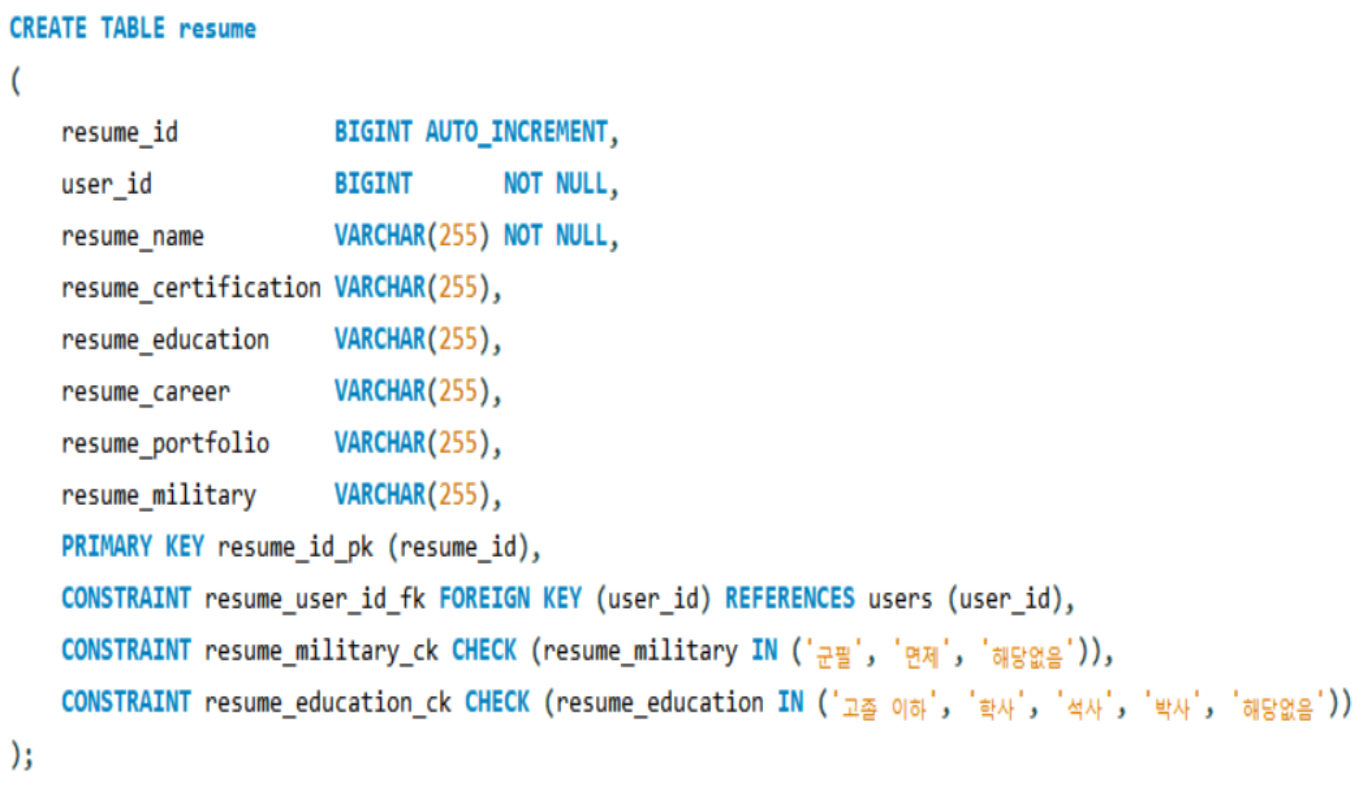 CREATE TABLE resume
(
    resume_id            BIGINT AUTO_INCREMENT,
    user_id              BIGINT       NOT NULL,
    resume_name          VARCHAR(255) NOT NULL,
    resume_certification VARCHAR(255),
    resume_education     VARCHAR(255),
    resume_career        VARCHAR(255),
    resume_portfolio     VARCHAR(255),
    resume_military      VARCHAR(255),
    PRIMARY KEY resume_id_pk (resume_id),
    CONSTRAINT resume_user_id_fk FOREIGN KEY (user_id) REFERENCES users (user_id),
    CONSTRAINT resume_military_ck CHECK (resume_military IN ('군필', '면제', '해당없음')),
    CONSTRAINT resume_education_ck CHECK (resume_education IN ('고졸 이하', '학사', '석사', '박사', '해당없음'))
);